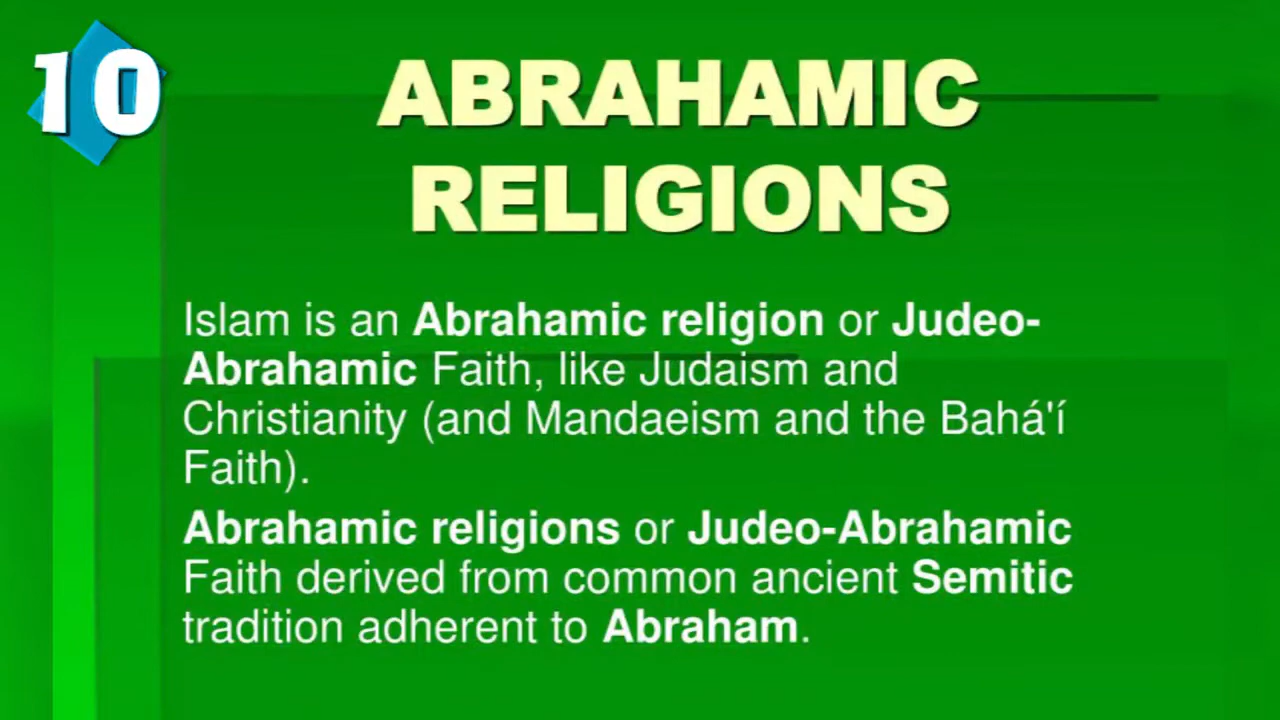 10
ABRAHAMIC
RELIGIONS
Islam is an Abrahamic religion or Judeo-
Abrahamic Faith, like Judaism and
Christianity (and Mandaeism and the Bahá'í
Faith).
Abrahamic religions or Judeo-Abrahamic
Faith derived from common ancient Semitic
tradition adherent to Abraham.